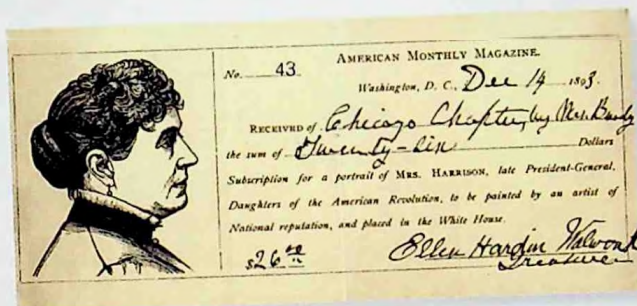 AMERICAN MONTHLY MAGAZINE.
No. 43
Washington, D. C., Dec 14 1893.
RECEIVED of Chicago Chapter, by Mrs.
the sum of Twenty-six Dollars
Subscription for a portrait of MRS. HARRISON, late President-General,
Daughters of the American Revolution, to be painted by an artist of
National reputation, and placed in the White House.
$26.00
Ellen Hardin Walworth
Treasurer